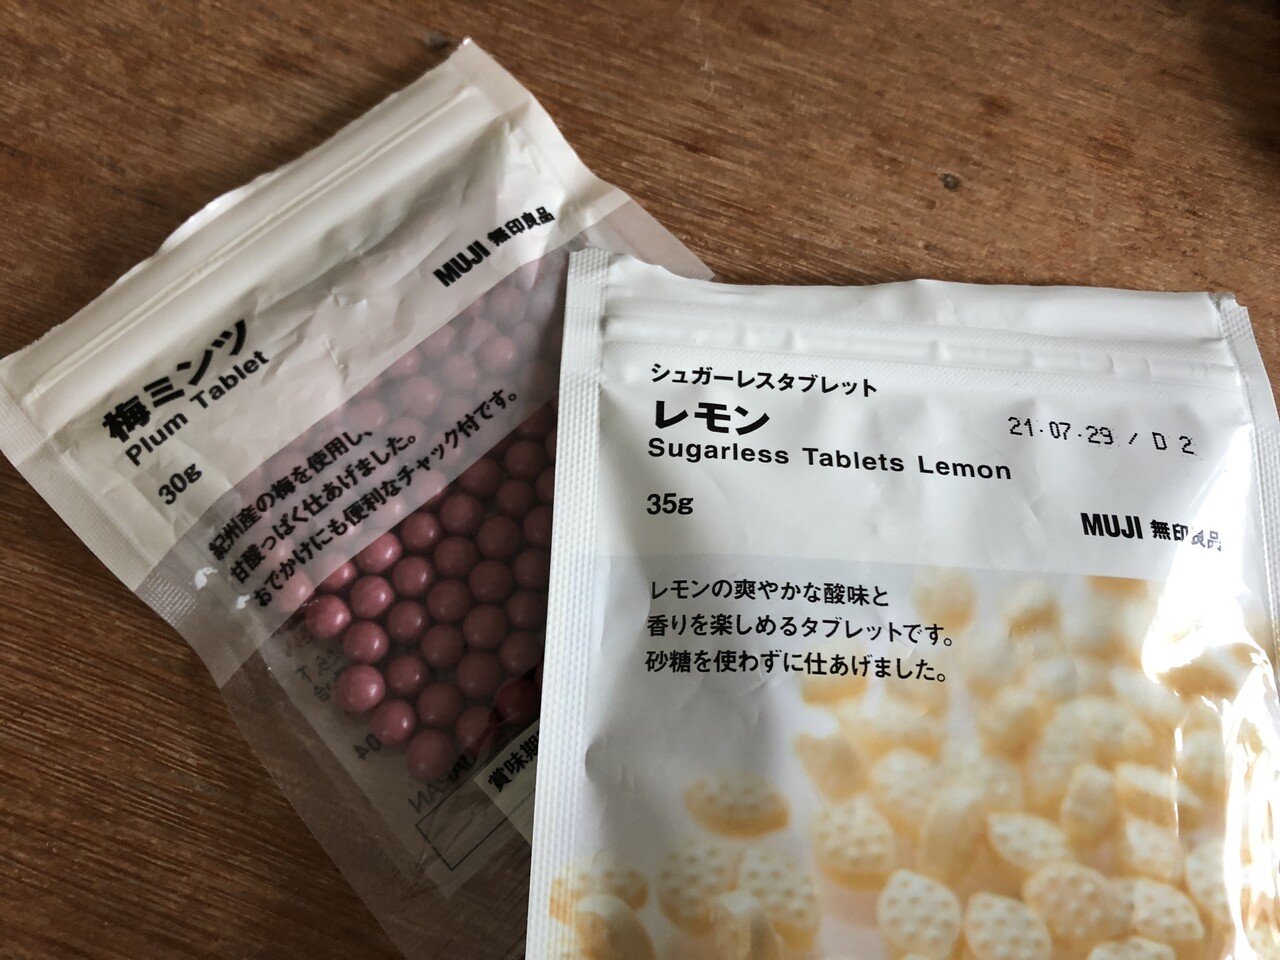 MUJI 無印良品
梅ミンツ
Plum Tablet
30g
紀州産の梅を使用し、
甘酸っぱく仕あげました。
おでかけにも便利なチャック付です。
賞味期
シュガーレスタブレット
レモン
Sugarless Tablets Lemon
21.07.29 / D 2
35g
MUJI 無印良品
レモンの爽やかな酸味と
香りを楽しめるタブレットです。
砂糖を使わずに仕あげました。